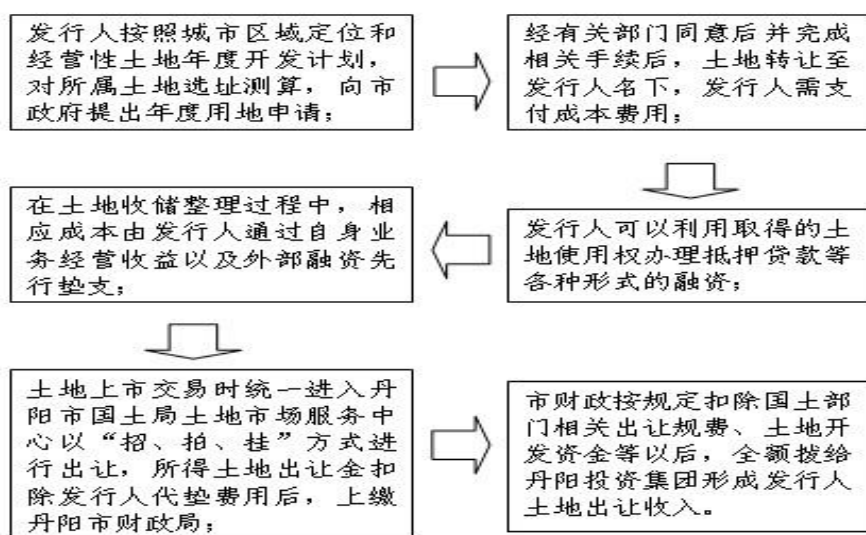 发行人按照城市区域定位和
经营性土地年度开发计划，
对所属土地选址测算，向市
政府提出年度用地申请；
经有关部门同意后并完成
相关手续后，土地转让至
发行人名下，发行人需支
付成本费用；
发行人可以利用取得的土
地使用权办理抵押贷款等
各种形式的融资；
在土地收储整理过程中，相
应成本由发行人通过自身业
务经营收益以及外部融资先
行垫支；
土地上市交易时统一进入丹
阳市国土局土地市场服务中
心以“招、拍、挂”方式进
行出让，所得土地出让金扣
除发行人代垫费用后，上缴
丹阳市财政局；
市财政按规定扣除国土部
门相关出让规费、土地开
发资金等以后，全额拨给
丹阳投资集团形成发行人
土地出让收入。